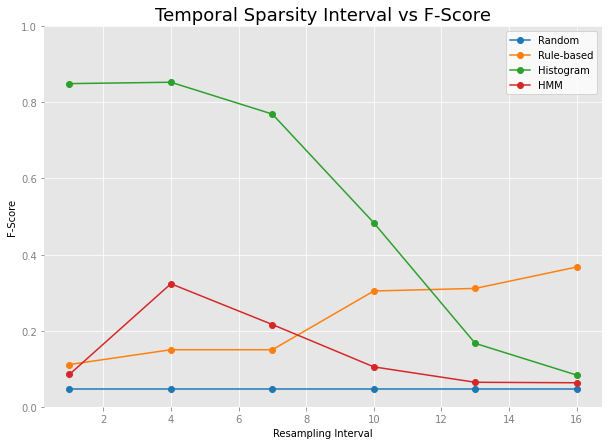 Temporal Sparsity Interval vs F-Score
Random
Rule-based
Histogram
HMM
1.0
0.8
0.6
0.4
0.2
0.0
F-Score
2 4 6 8 10 12 14 16
Resampling Interval